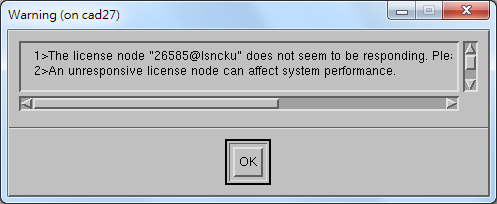 Warning (on cad27)
1>The license node "26585@lsncku" does not seem to be responding. Plea
2>An unresponsive license node can affect system performance.
OK